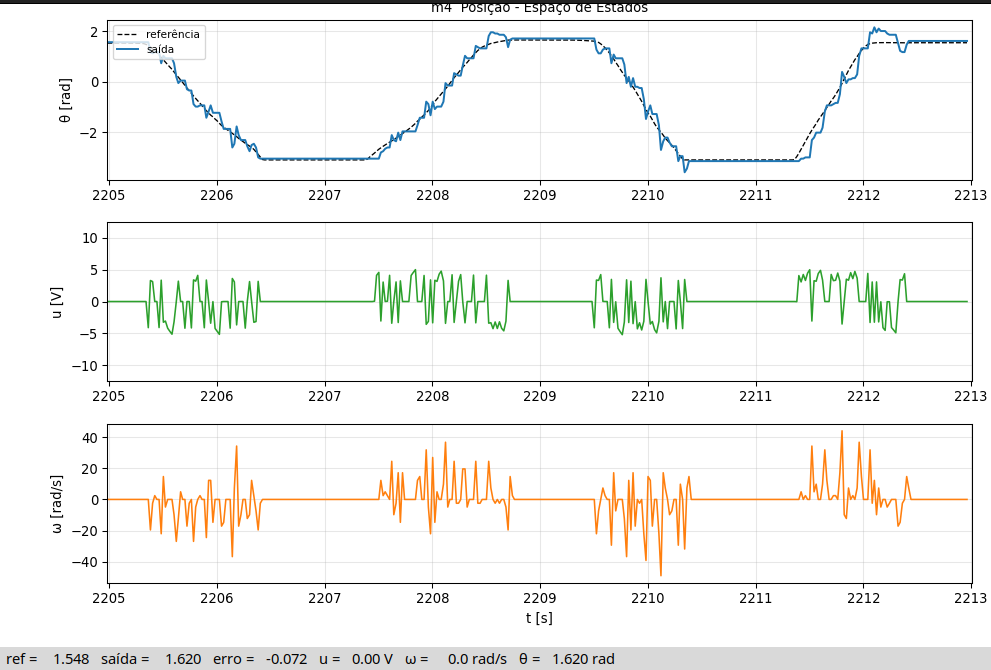 m4 Posição - Espaço de Estados
2
0
−2
θ [rad]
referência
saída
2205 2206 2207 2208 2209 2210 2211 2212 2213
10
5
0
−5
−10
u [V]
2205 2206 2207 2208 2209 2210 2211 2212 2213
40
20
0
−20
−40
ω [rad/s]
2205 2206 2207 2208 2209 2210 2211 2212 2213
t [s]
ref = 1.548 saída = 1.620 erro = -0.072 u = 0.00 V ω = 0.0 rad/s θ = 1.620 rad